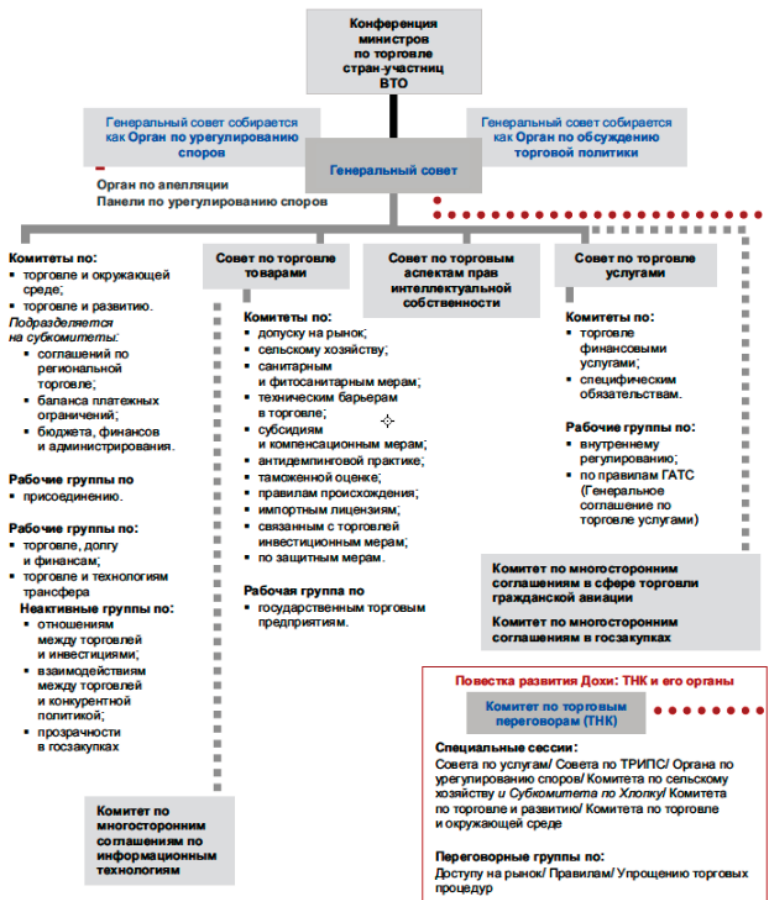 Конференция
министров
по торговле
стран-участниц
ВТО
Генеральный совет собирается
как Орган по урегулированию
споров
Генеральный совет собирается
как Орган по обсуждению
торговой политики
Генеральный совет
Орган по апелляции
Панели по урегулированию споров
Комитеты по:
▪ торговле и окружающей
среде;
▪ торговле и развитию.
Подразделяется
на субкомитеты:
▪ соглашений по
региональной
торговле;
▪ баланса платежных
ограничений;
▪ бюджета, финансов
и администрирования.
Рабочие группы по
▪ присоединению.
Рабочие группы по:
▪ торговле, долгу
и финансам;
▪ торговле и технологиям
трансфера
Неактивные группы по:
▪ отношениям
между торговлей
и инвестициями;
▪ взаимодействиям
между торговлей
и конкурентной
политикой;
▪ прозрачности
в госзакупках
Совет по торговле
товарами
Комитеты по:
▪ допуску на рынок;
▪ сельскому хозяйству;
▪ санитарным
и фитосанитарным мерам;
▪ техническим барьерам
в торговле;
▪ субсидиям
и компенсационным мерам;
▪ антидемпинговой практике;
▪ таможенной оценке;
▪ правилам происхождения;
▪ импортным лицензиям;
▪ связанным с торговлей
инвестиционным мерам;
▪ по защитным мерам.
Рабочая группа по
▪ государственным торговым
предприятиям.
Комитет по
многосторонним
соглашениям по
информационным
технологиям
Совет по торговым
аспектам прав
интеллектуальной
собственности
Совет по торговле
услугами
Комитеты по:
▪ торговле
финансовыми
услугами;
▪ специфическим
обязательствам.
Рабочие группы по:
▪ внутреннему
регулированию;
▪ по правилам ГАТС
(Генеральное
соглашение по
торговле услугами)
Комитет по многосторонним
соглашениям в сфере торговли
гражданской авиации
Комитет по многосторонним
соглашениям в госзакупках
Повестка развития Дохи: ТНК и его органы
Комитет по торговым
переговорам (ТНК)
Специальные сессии:
Совета по услугам/ Совета по ТРИПС/ Органа по
урегулированию споров/ Комитета по сельскому
хозяйству и Субкомитета по Хлопку/ Комитета
по торговле и развитию/ Комитета по торговле
и окружающей среде
Переговорные группы по:
Доступу на рынок/ Правилам/ Упрощению торговых
процедур